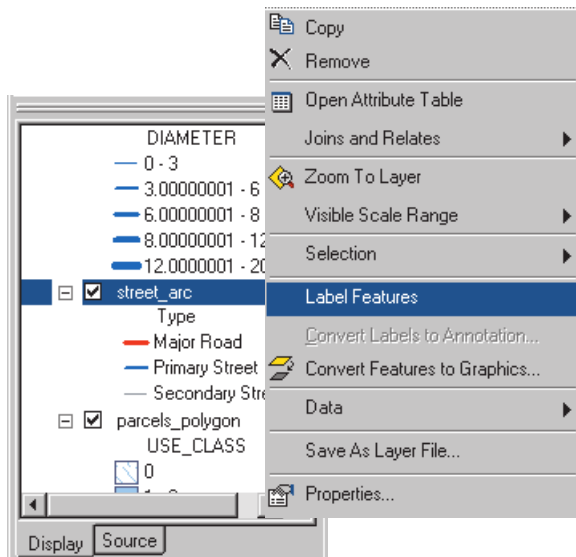 DIAMETER
0 - 3
3.00000001 - 6
6.00000001 - 8
8.00000001 - 12
12.0000001 - 20
street_arc
Type
Major Road
Primary Street
Secondary Stre
parcels_polygon
USE_CLASS
0
Display Source
Copy
Remove
Open Attribute Table
Joins and Relates
Zoom To Layer
Visible Scale Range
Selection
Label Features
Convert Labels to Annotation...
Convert Features to Graphics...
Data
Save As Layer File...
Properties...